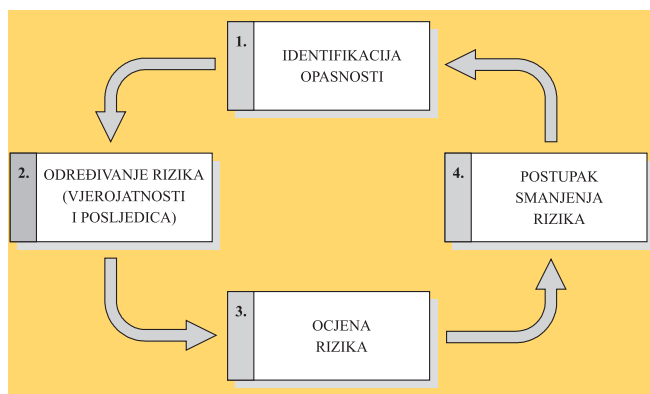 1.
IDENTIFIKACIJA
OPASNOSTI
2.
ODREĐIVANJE RIZIKA
(VJEROJATNOSTI
I POSLJEDICA)
3.
OCJENA
RIZIKA
4.
POSTUPAK
SMANJENJA
RIZIKA